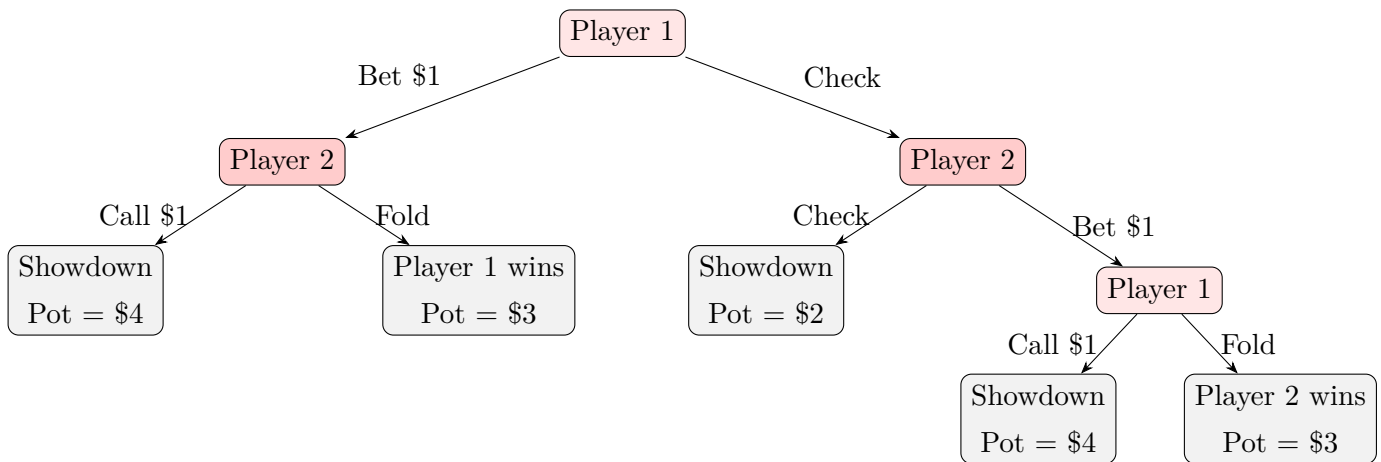 Player 1
Bet $1
Check
Player 2
Player 2
Call $1
Fold
Check
Bet $1
Showdown
Pot = $4
Player 1 wins
Pot = $3
Showdown
Pot = $2
Player 1
Call $1
Fold
Showdown
Pot = $4
Player 2 wins
Pot = $3